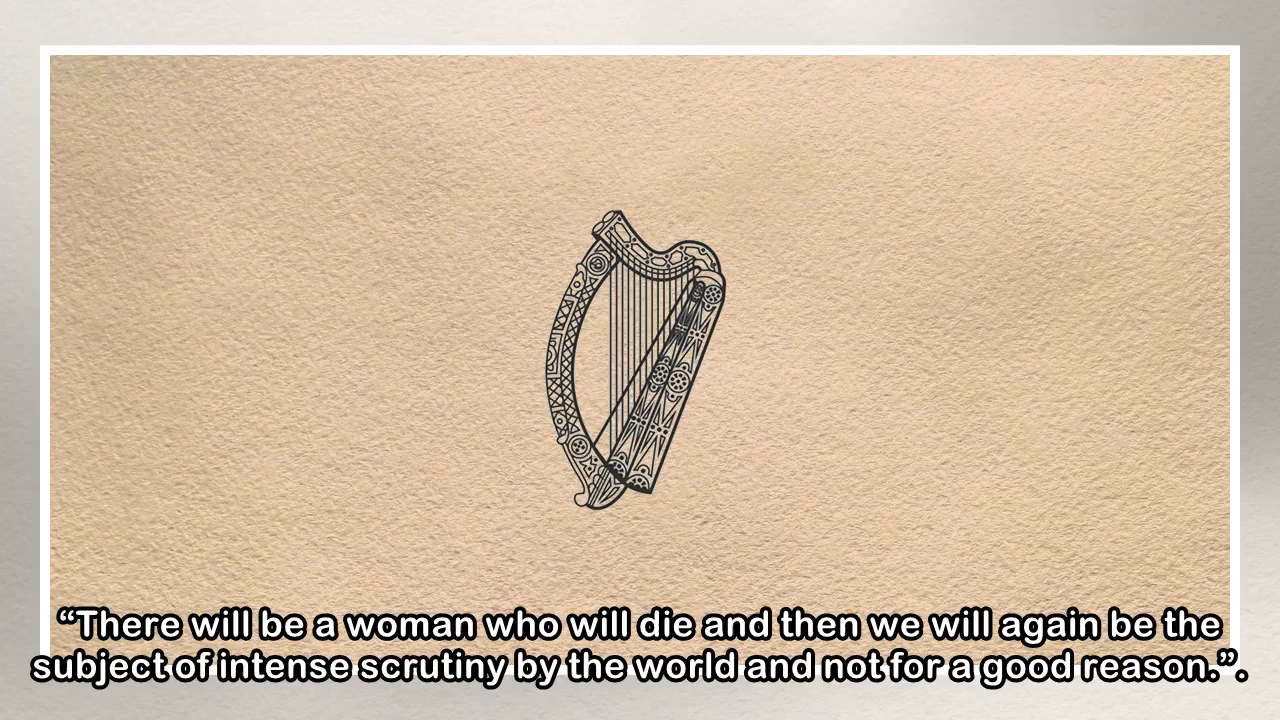 “There will be a woman who will die and then we will again be the
subject of intense scrutiny by the world and not for a good reason.”.